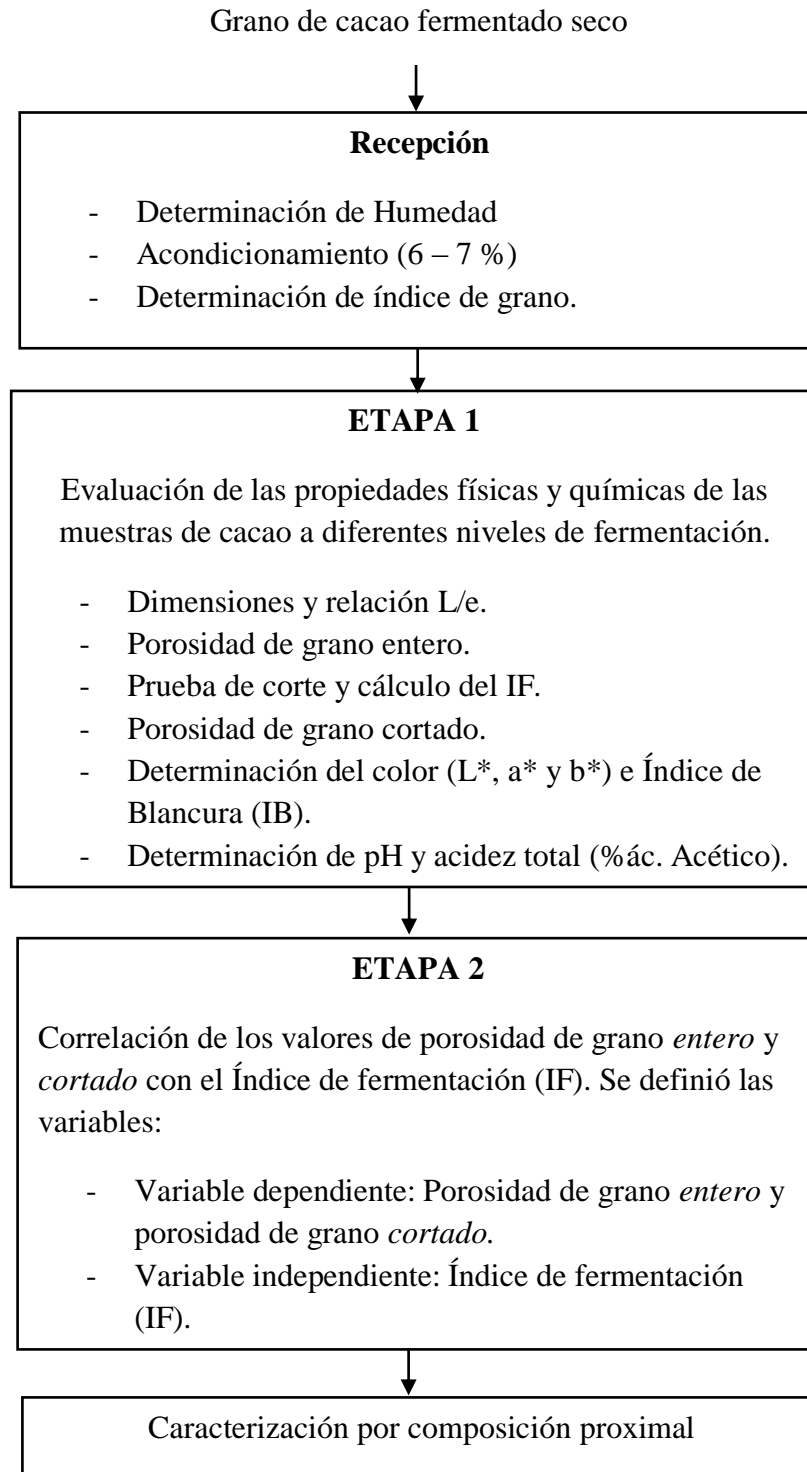 Grano de cacao fermentado seco
Recepción
- Determinación de Humedad
- Acondicionamiento (6 – 7 %)
- Determinación de índice de grano.
ETAPA 1
Evaluación de las propiedades físicas y químicas de las
muestras de cacao a diferentes niveles de fermentación.
- Dimensiones y relación L/e.
- Porosidad de grano entero.
- Prueba de corte y cálculo del IF.
- Porosidad de grano cortado.
- Determinación del color (L*, a* y b*) e Índice de
Blancura (IB).
- Determinación de pH y acidez total (%ác. Acético).
ETAPA 2
Correlación de los valores de porosidad de grano entero y
cortado con el Índice de fermentación (IF). Se definió las
variables:
- Variable dependiente: Porosidad de grano entero y
porosidad de grano cortado.
- Variable independiente: Índice de fermentación
(IF).
Caracterización por composición proximal